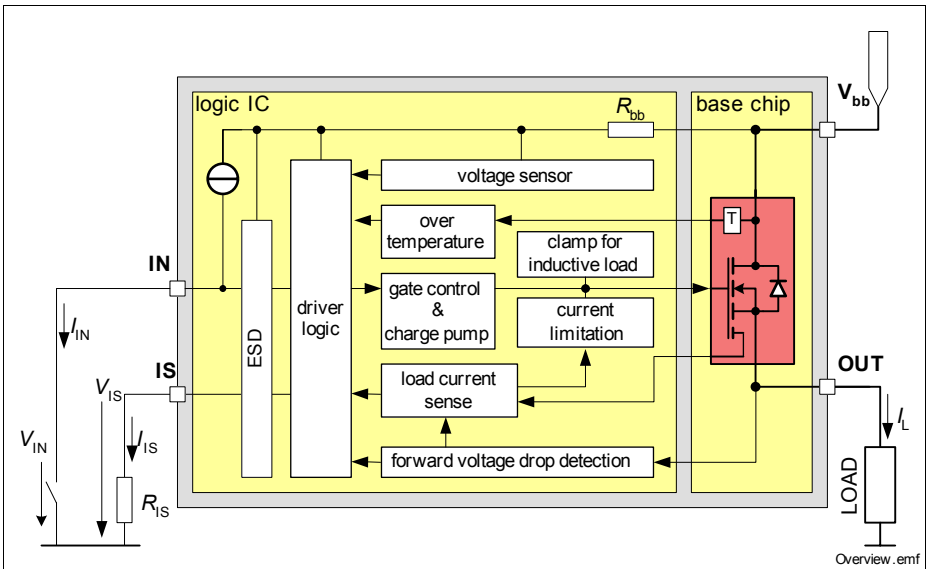 logic IC
base chip
V_bb
R_bb
voltage sensor
T
over
temperature
clamp for
inductive load
IN
gate control
&
charge pump
driver
logic
current
limitation
I_IN
ESD
IS
load current
sense
OUT
V_IS
I_L
V_IN
I_IS
forward voltage drop detection
R_IS
LOAD
Overview.emf